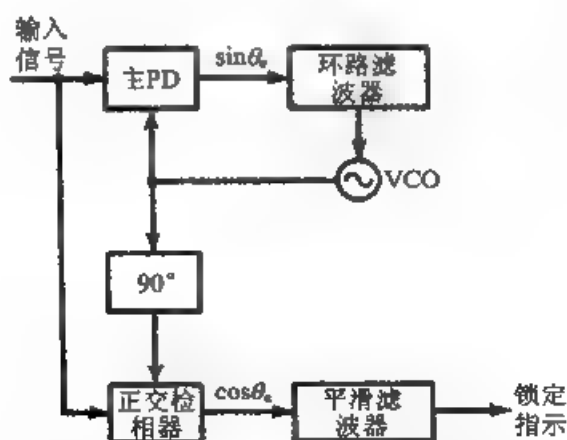 输入
信号
主PD
sinθe
环路滤
波器
VCO
90°
正交检
相器
cosθe
平滑滤
波器
锁定
指示